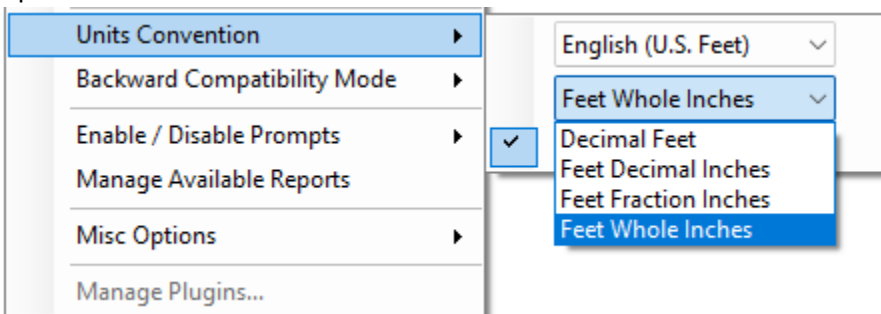 Units Convention
Backward Compatibility Mode
Enable / Disable Prompts
Manage Available Reports
Misc Options
Manage Plugins...
English (U.S. Feet)
Feet Whole Inches
Decimal Feet
Feet Decimal Inches
Feet Fraction Inches
Feet Whole Inches